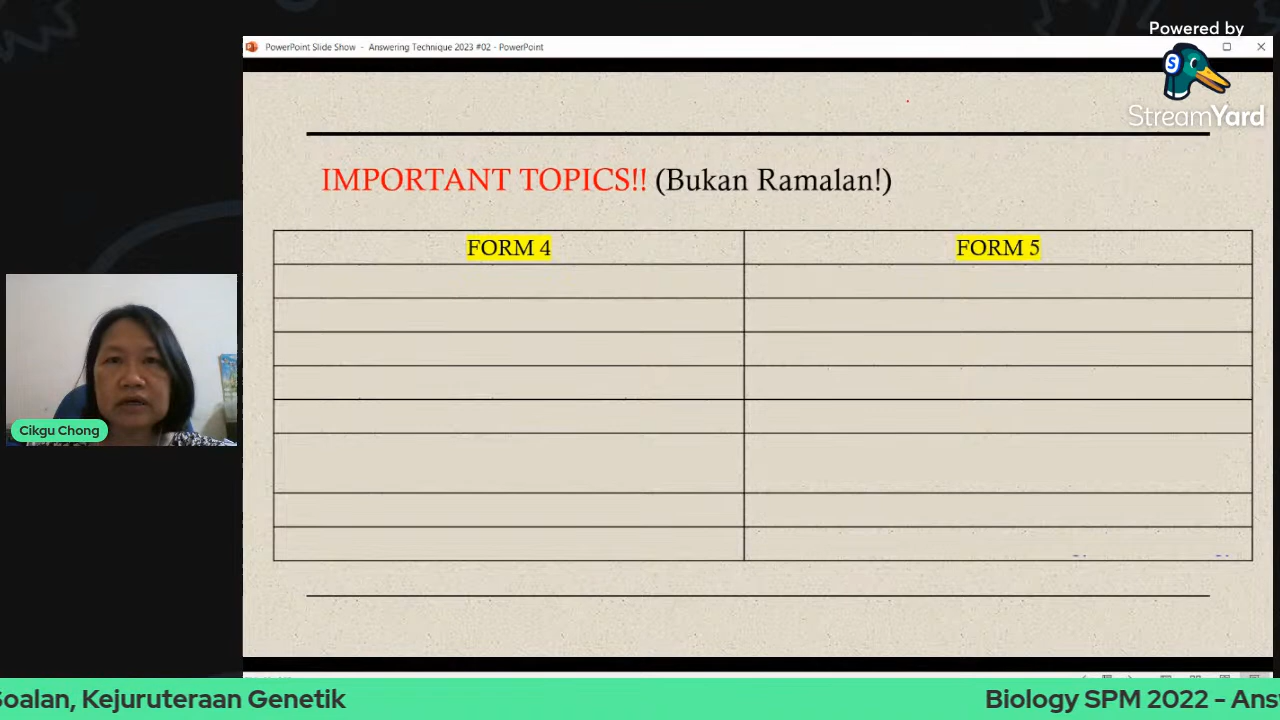 Powered by
PowerPoint Slide Show - Answering Technique 2023 #02 - PowerPoint
StreamYard
IMPORTANT TOPICS!! (Bukan Ramalan!)
FORM 4
FORM 5
Cikgu Chong
Soalan, Kejuruteraan Genetik
Biology SPM 2022 - Ans